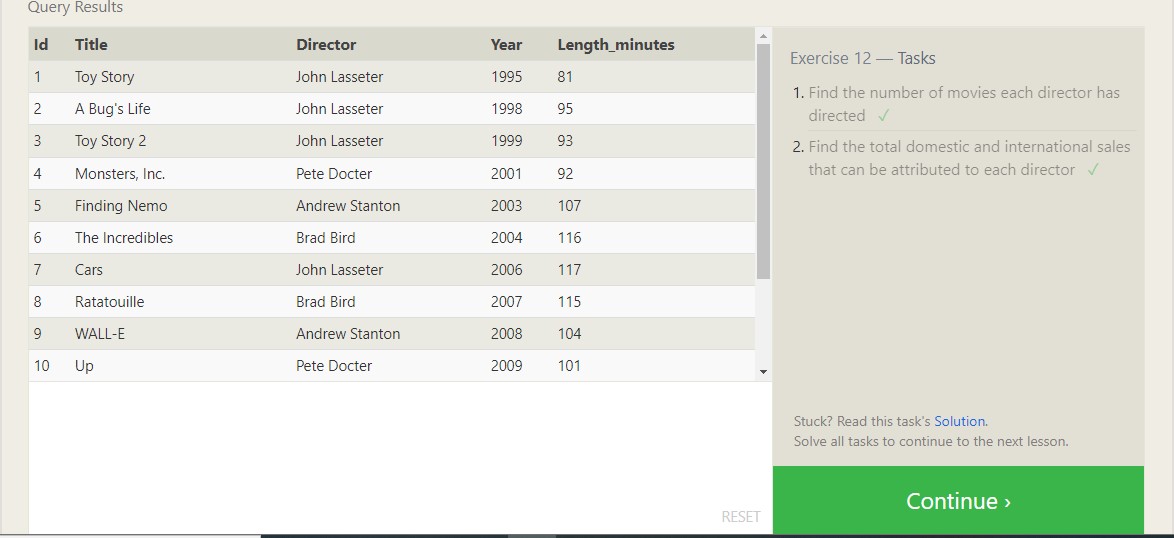 Query Results
Id Title Director Year Length_minutes
1 Toy Story John Lasseter 1995 81
2 A Bug's Life John Lasseter 1998 95
3 Toy Story 2 John Lasseter 1999 93
4 Monsters, Inc. Pete Docter 2001 92
5 Finding Nemo Andrew Stanton 2003 107
6 The Incredibles Brad Bird 2004 116
7 Cars John Lasseter 2006 117
8 Ratatouille Brad Bird 2007 115
9 WALL-E Andrew Stanton 2008 104
10 Up Pete Docter 2009 101
RESET
Exercise 12 — Tasks
1. Find the number of movies each director has
directed ✓
2. Find the total domestic and international sales
that can be attributed to each director ✓
Stuck? Read this task's Solution.
Solve all tasks to continue to the next lesson.
Continue ›